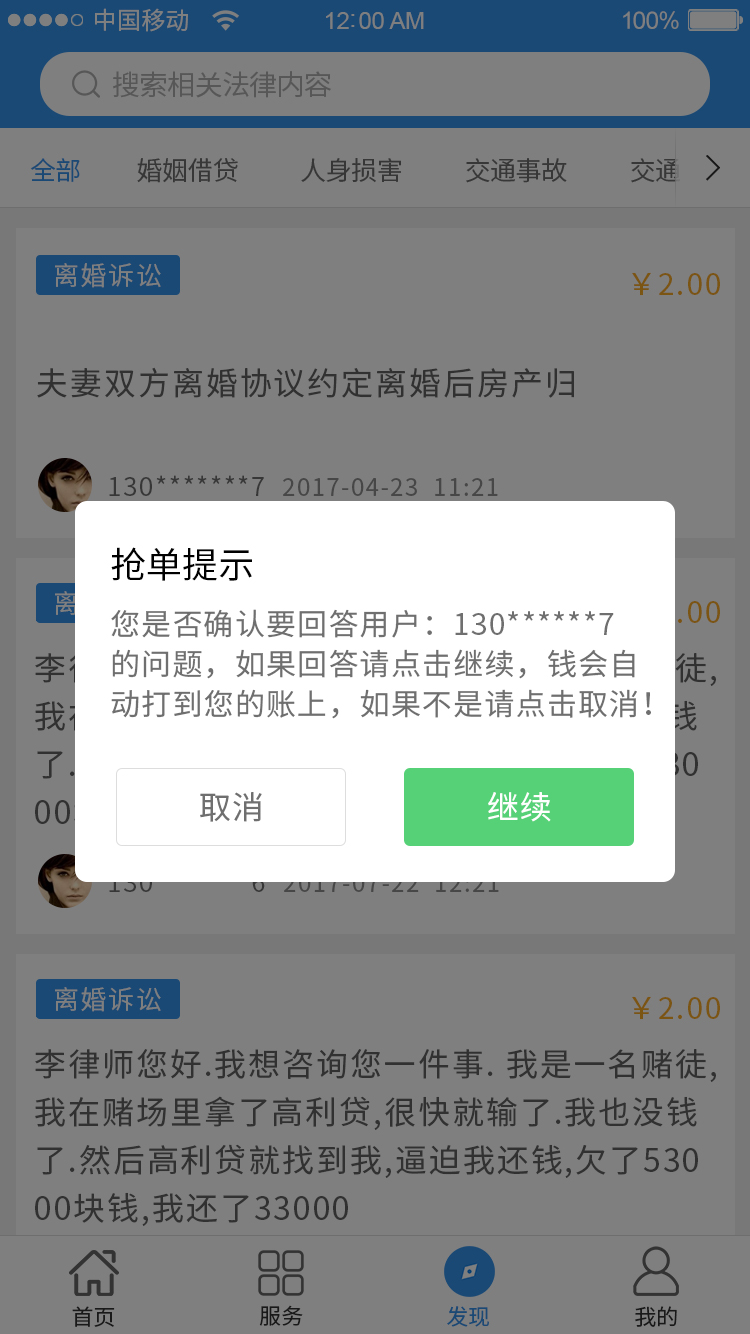 中国移动 12:00 AM 100%
搜索相关法律内容
全部 婚姻借贷 人身损害 交通事故 交通
离婚诉讼 ￥2.00
夫妻双方离婚协议约定离婚后房产归
130*******7 2017-04-23 11:21
抢单提示
离 .00
您是否确认要回答用户：130******7
的问题，如果回答请点击继续，钱会自
动打到您的账上，如果不是请点击取消！
李 徒,
我 钱
了.
00
取消 继续
130 6 2017-07-22 12:21
离婚诉讼 ￥2.00
李律师您好.我想咨询您一件事. 我是一名赌徒,
我在赌场里拿了高利贷,很快就输了.我也没钱
了.然后高利贷就找到我,逼迫我还钱,欠了530
00块钱,我还了33000
首页 服务 发现 我的